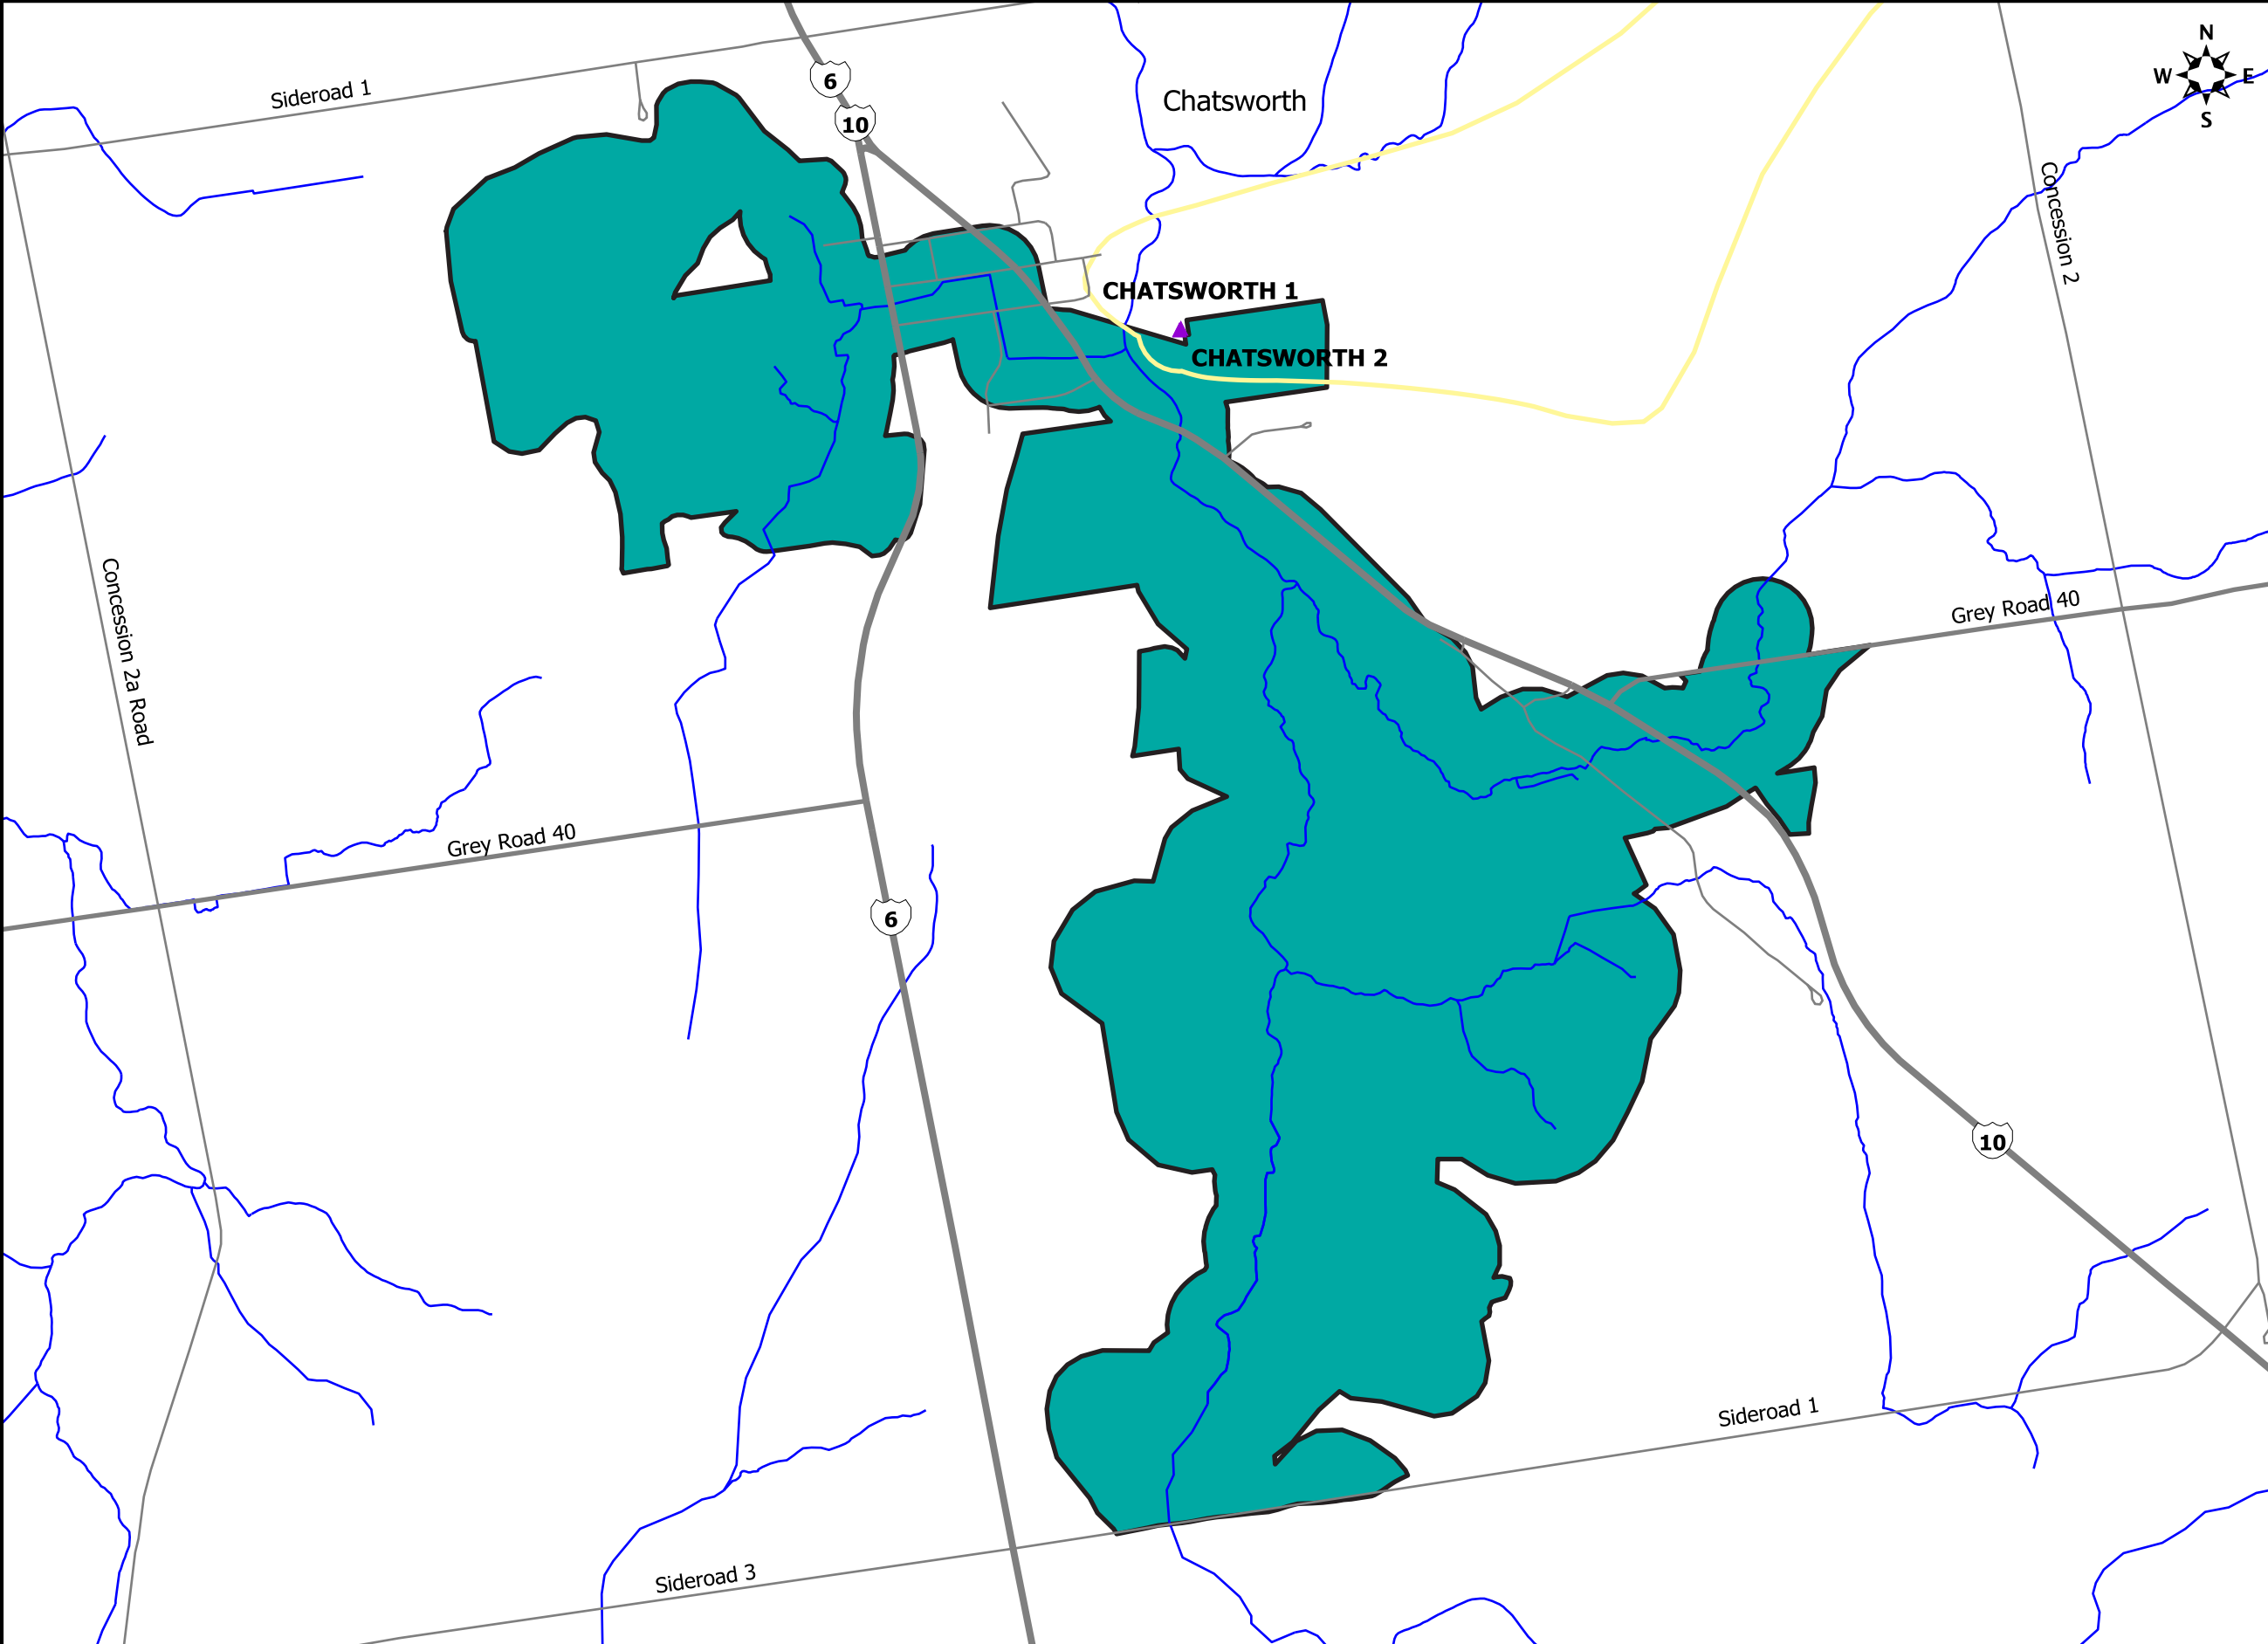 N
W E
S
6
10
Sideroad 1
Chatsworth
Concession 2
CHATSWORTH 1
CHATSWORTH 2
Concession 2a Road
Grey Road 40
Grey Road 40
6
10
Sideroad 1
Sideroad 3